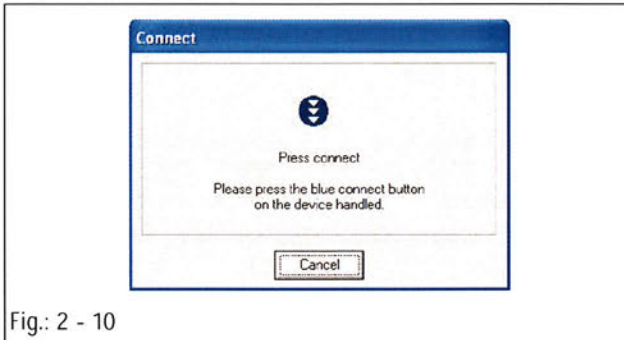 Connect
Press connect
Please press the blue connect button
on the device handled.
Cancel
Fig.: 2 - 10